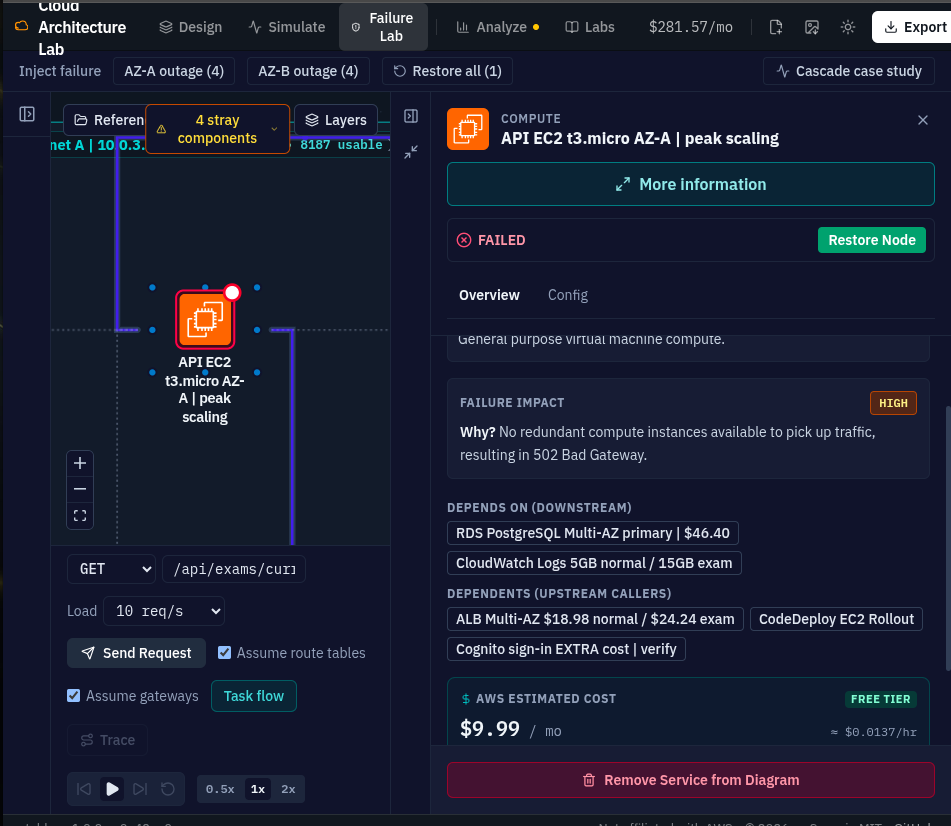 Cloud
Architecture
Lab
Design
Simulate
Failure
Lab
Analyze
Labs
$281.57/mo
Export
Inject failure
AZ-A outage (4)
AZ-B outage (4)
Restore all (1)
Cascade case study
Referen
4 stray
components
Layers
net A | 10.0.3.
8187 usable
API EC2
t3.micro AZ-
A | peak
scaling
GET
/api/exams/curr
Load
10 req/s
Send Request
Assume route tables
Assume gateways
Task flow
Trace
0.5x
1x
2x
COMPUTE
API EC2 t3.micro AZ-A | peak scaling
More information
FAILED
Restore Node
Overview
Config
General purpose virtual machine compute.
FAILURE IMPACT
HIGH
Why? No redundant compute instances available to pick up traffic,
resulting in 502 Bad Gateway.
DEPENDS ON (DOWNSTREAM)
RDS PostgreSQL Multi-AZ primary | $46.40
CloudWatch Logs 5GB normal / 15GB exam
DEPENDENTS (UPSTREAM CALLERS)
ALB Multi-AZ $18.98 normal / $24.24 exam
CodeDeploy EC2 Rollout
Cognito sign-in EXTRA cost | verify
$ AWS ESTIMATED COST
FREE TIER
$9.99 / mo
≈ $0.0137/hr
Remove Service from Diagram